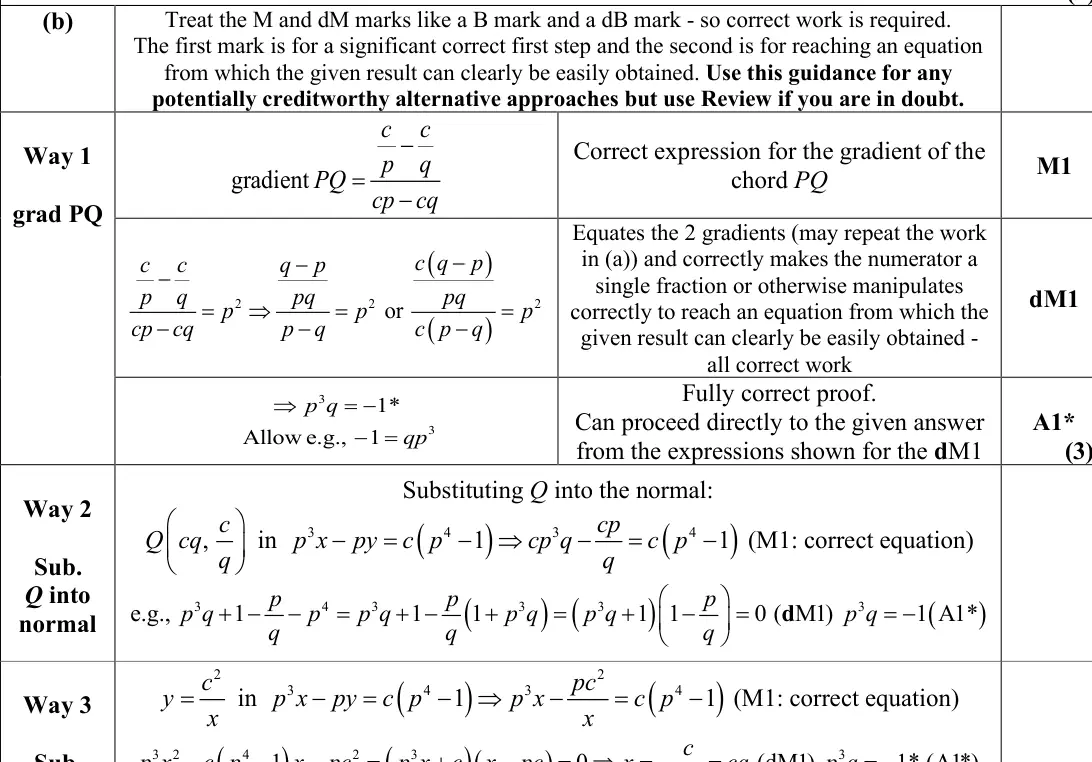 (b)
Treat the M and dM marks like a B mark and a dB mark - so correct work is required.
The first mark is for a significant correct first step and the second is for reaching an equation
from which the given result can clearly be easily obtained. Use this guidance for any
potentially creditworthy alternative approaches but use Review if you are in doubt.
Way 1
grad PQ
gradient PQ = (c/p − c/q)/(cp − cq)
Correct expression for the gradient of the
chord PQ
M1
(c/p − c/q)/(cp − cq) = p² ⇒ ((q − p)/pq)/(p − q) = p² or (c(q − p)/pq)/(c(p − q)) = p²
Equates the 2 gradients (may repeat the work
in (a)) and correctly makes the numerator a
single fraction or otherwise manipulates
correctly to reach an equation from which the
given result can clearly be easily obtained -
all correct work
dM1
⇒ p³q = −1*
Allow e.g., −1 = qp³
Fully correct proof.
Can proceed directly to the given answer
from the expressions shown for the dM1
A1*
(3)
Way 2
Sub.
Q into
normal
Substituting Q into the normal:
Q(cq, c/q) in p³x − py = c(p⁴ − 1) ⇒ cp³q − cp/q = c(p⁴ − 1) (M1: correct equation)
e.g., p³q + 1 − p/q − p⁴ = p³q + 1 − p/q(1 + p³q) = (p³q + 1)(1 − p/q) = 0 (dM1) p³q = −1(A1*)
Way 3
y = c²/x in p³x − py = c(p⁴ − 1) ⇒ p³x − pc²/x = c(p⁴ − 1) (M1: correct equation)
Sub